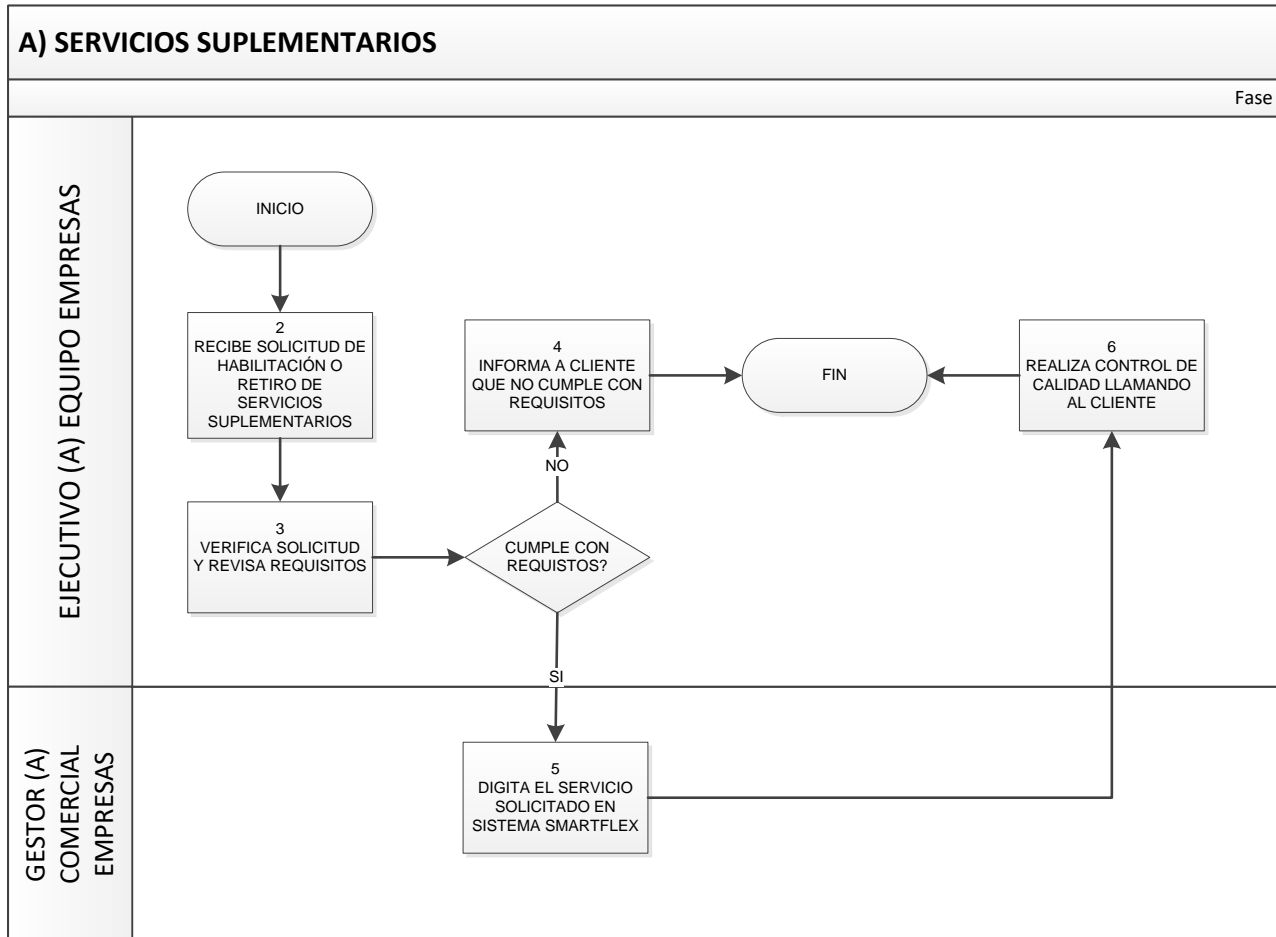 A) SERVICIOS SUPLEMENTARIOS
Fase
EJECUTIVO (A) EQUIPO EMPRESAS
INICIO
2
RECIBE SOLICITUD DE
HABILITACIÓN O
RETIRO DE
SERVICIOS
SUPLEMENTARIOS
3
VERIFICA SOLICITUD
Y REVISA REQUISITOS
CUMPLE CON
REQUISTOS?
NO
4
INFORMA A CLIENTE
QUE NO CUMPLE CON
REQUISITOS
FIN
6
REALIZA CONTROL DE
CALIDAD LLAMANDO
AL CLIENTE
SI
GESTOR (A)
COMERCIAL
EMPRESAS
5
DIGITA EL SERVICIO
SOLICITADO EN
SISTEMA SMARTFLEX